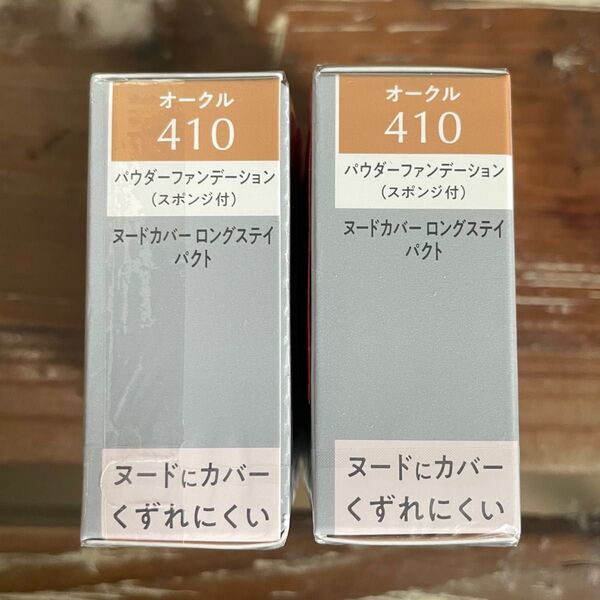 オークル
410
パウダーファンデーション
(スポンジ付)
ヌードカバー ロングステイ
パクト
ヌードにカバー
くずれにくい
オークル
410
パウダーファンデーション
(スポンジ付)
ヌードカバー ロングステイ
パクト
ヌードにカバー
くずれにくい